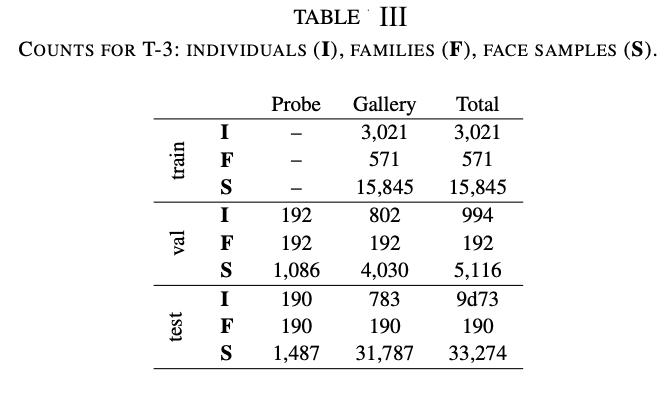 TABLE III
COUNTS FOR T-3: INDIVIDUALS (I), FAMILIES (F), FACE SAMPLES (S).
Probe Gallery Total
train
I – 3,021 3,021
F – 571 571
S – 15,845 15,845
val
I 192 802 994
F 192 192 192
S 1,086 4,030 5,116
test
I 190 783 9d73
F 190 190 190
S 1,487 31,787 33,274